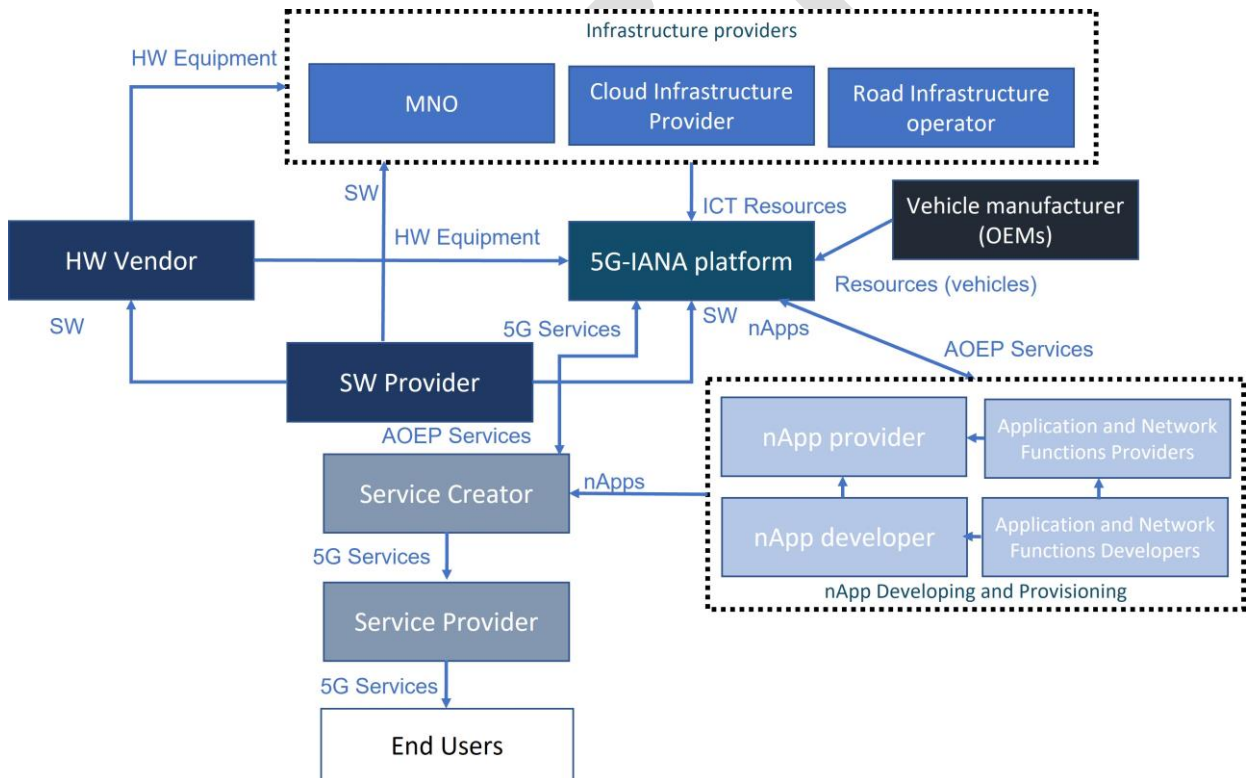 Infrastructure providers
HW Equipment
MNO
Cloud Infrastructure
Provider
Road Infrastructure
operator
SW
ICT Resources
Vehicle manufacturer
(OEMs)
HW Vendor
HW Equipment
5G-IANA platform
Resources (vehicles)
SW
5G Services
SW
nApps
AOEP Services
SW Provider
AOEP Services
nApp provider
Application and Network
Functions Providers
Service Creator
nApps
nApp developer
Application and Network
Functions Developers
5G Services
nApp Developing and Provisioning
Service Provider
5G Services
End Users